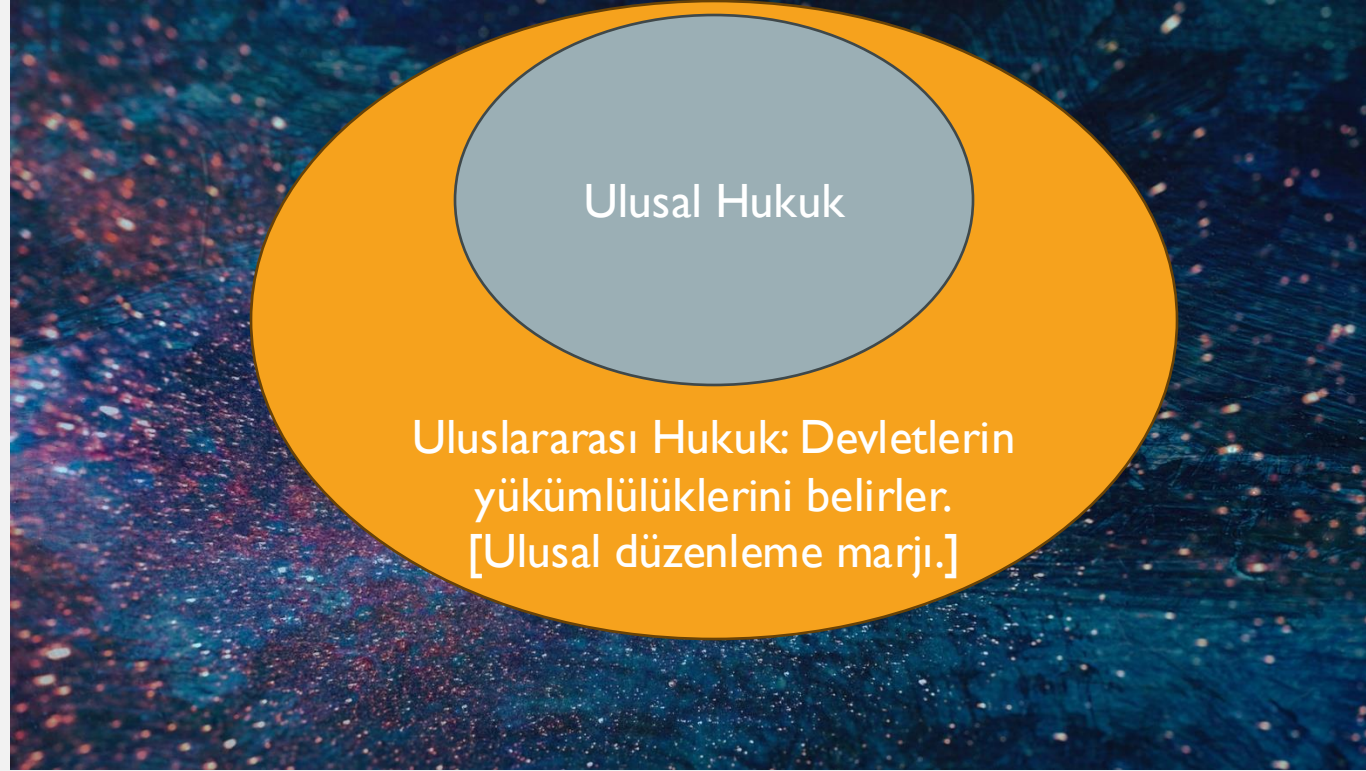 Ulusal Hukuk
Uluslararası Hukuk: Devletlerin
yükümlülüklerini belirler.
[Ulusal düzenleme marjı.]